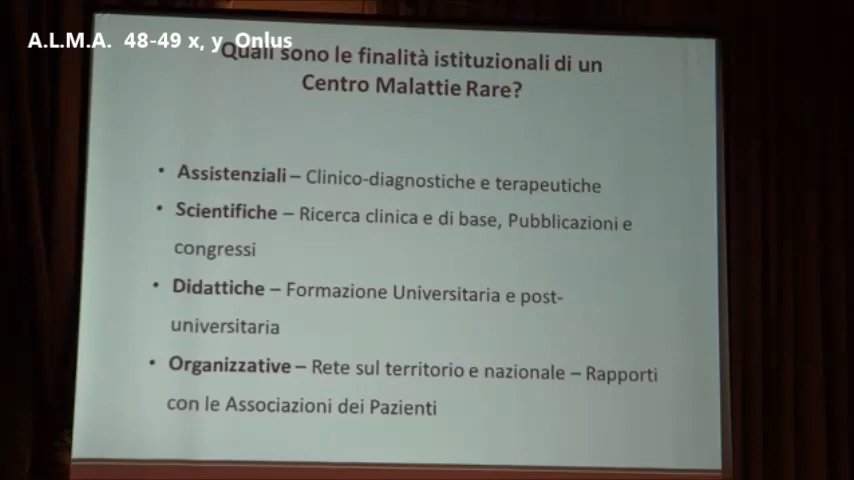 A.L.M.A. 48-49 x, y Onlus
Quali sono le finalità istituzionali di un
Centro Malattie Rare?
• Assistenziali – Clinico-diagnostiche e terapeutiche
• Scientifiche – Ricerca clinica e di base, Pubblicazioni e
congressi
• Didattiche – Formazione Universitaria e post-
universitaria
• Organizzative – Rete sul territorio e nazionale – Rapporti
con le Associazioni dei Pazienti